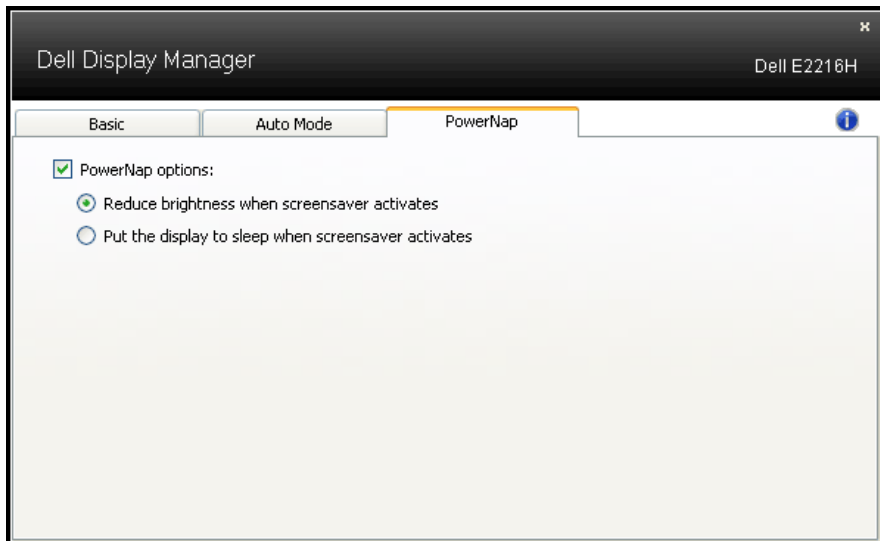 Dell Display Manager
Dell E2216H
Basic
Auto Mode
PowerNap
PowerNap options:
Reduce brightness when screensaver activates
Put the display to sleep when screensaver activates